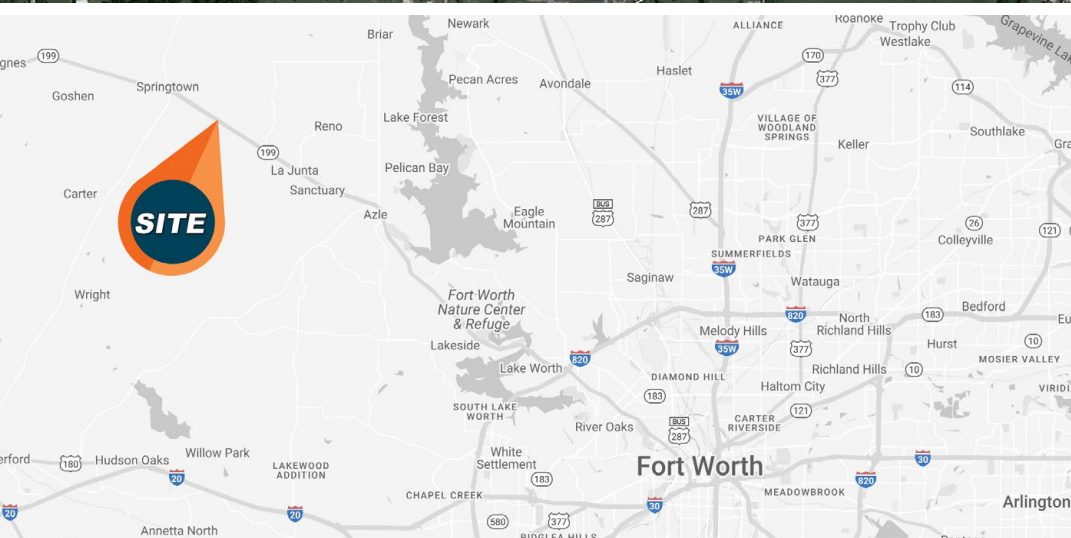 Newark
Briar
ALLIANCE
Roanoke
Trophy Club
Westlake
Grapevine
199
Springtown
Goshen
Pecan Acres
Avondale
Haslet
170
377
35W
114
Lake Forest
VILLAGE OF
WOODLAND
SPRINGS
Reno
Southlake
Keller
199
La Junta
Pelican Bay
Sanctuary
Carter
SITE
Azle
Eagle
Mountain
BUS
287
287
377
26
121
Colleyville
PARK GLEN
SUMMERFIELDS
35W
Saginaw
Watauga
Wright
Fort Worth
Nature Center
& Refuge
820
183
Bedford
North
Richland Hills
Melody Hills
35W
377
Hurst
10
Lakeside
820
MOSIER VALLEY
Lake Worth
DIAMOND HILL
Richland Hills
10
Haltom City
183
SOUTH LAKE
WORTH
121
CARTER
RIVERSIDE
River Oaks
BUS
287
180
Hudson Oaks
Willow Park
White
Settlement
LAKEWOOD
ADDITION
20
183
Fort Worth
30
820
CHAPEL CREEK
MEADOWBROOK
30
Arlington
20
20
580
377
Annetta North
RIDGLEA HILLS